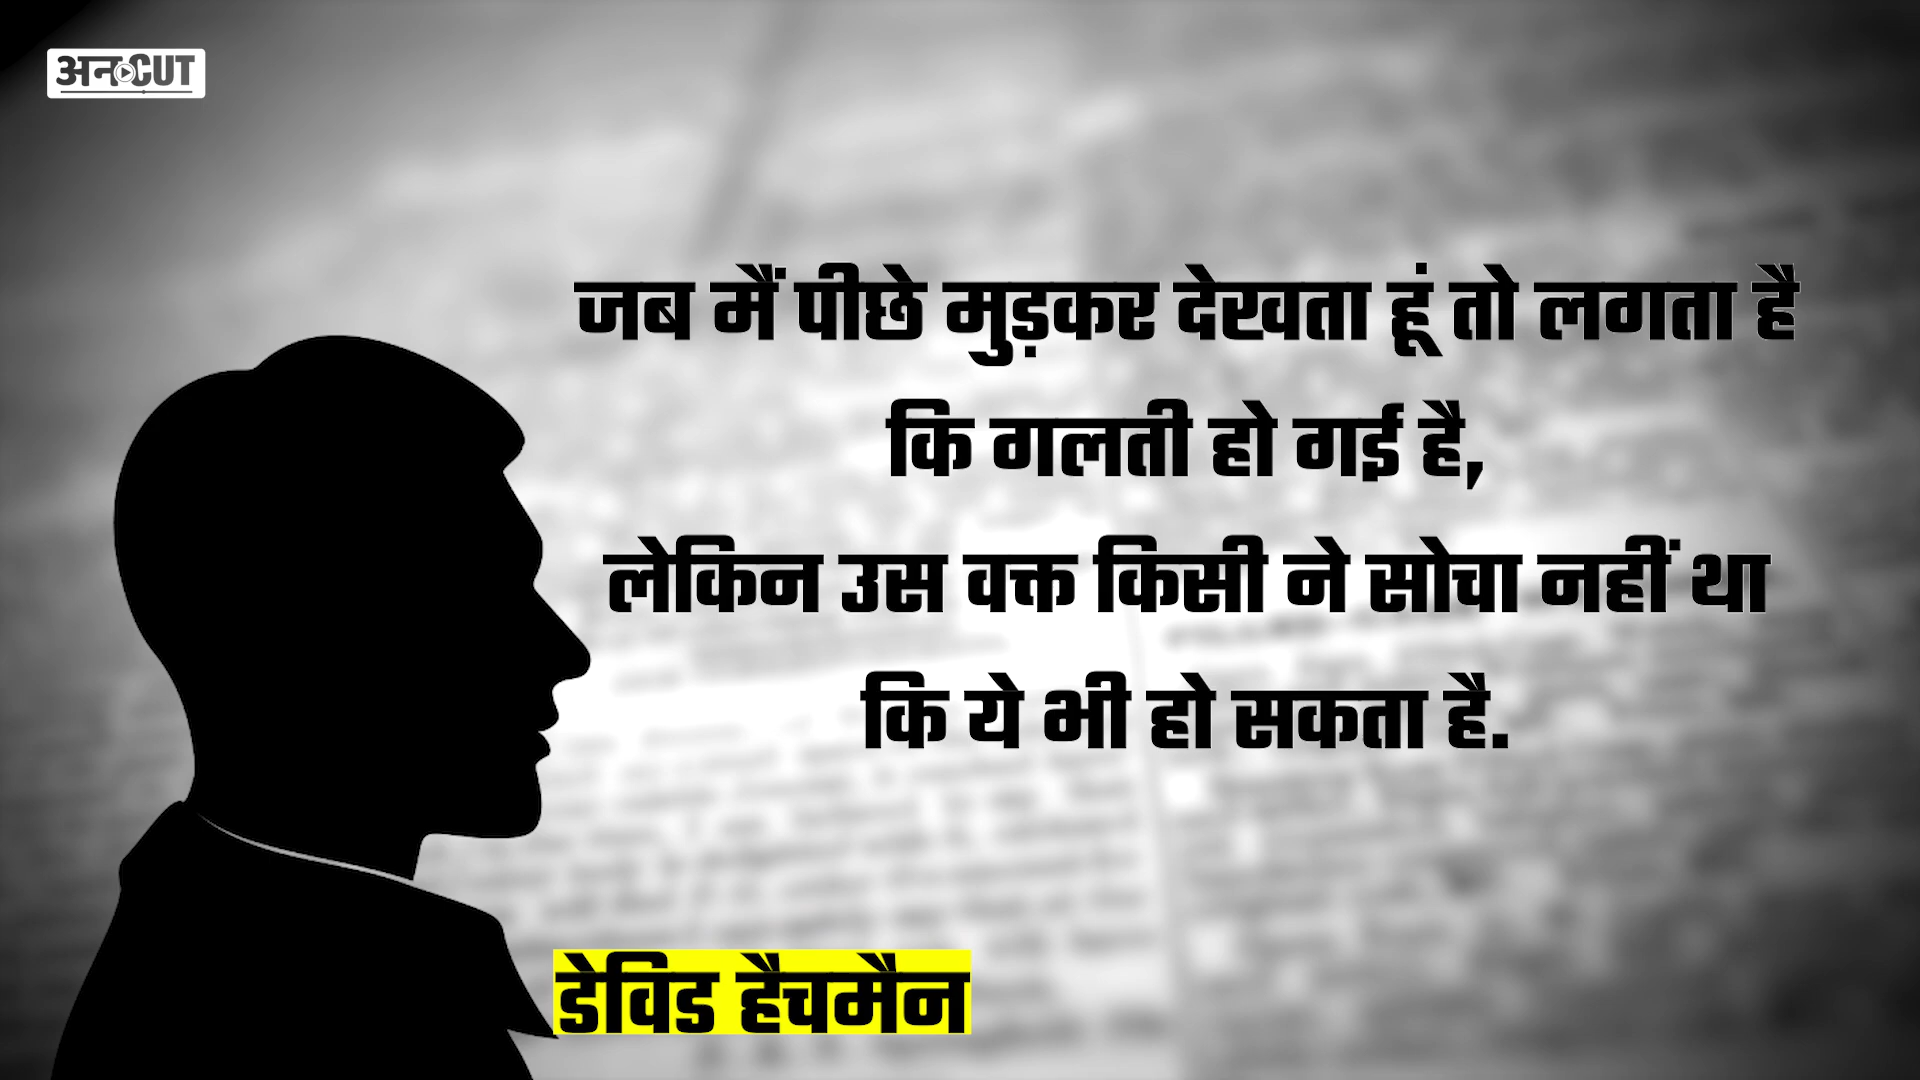 अनCUT
जब मैं पीछे मुड़कर देखता हूं तो लगता है
कि गलती हो गई है,
लेकिन उस वक्त किसी ने सोचा नहीं था
कि ये भी हो सकता है.
डेविड हैचमैन